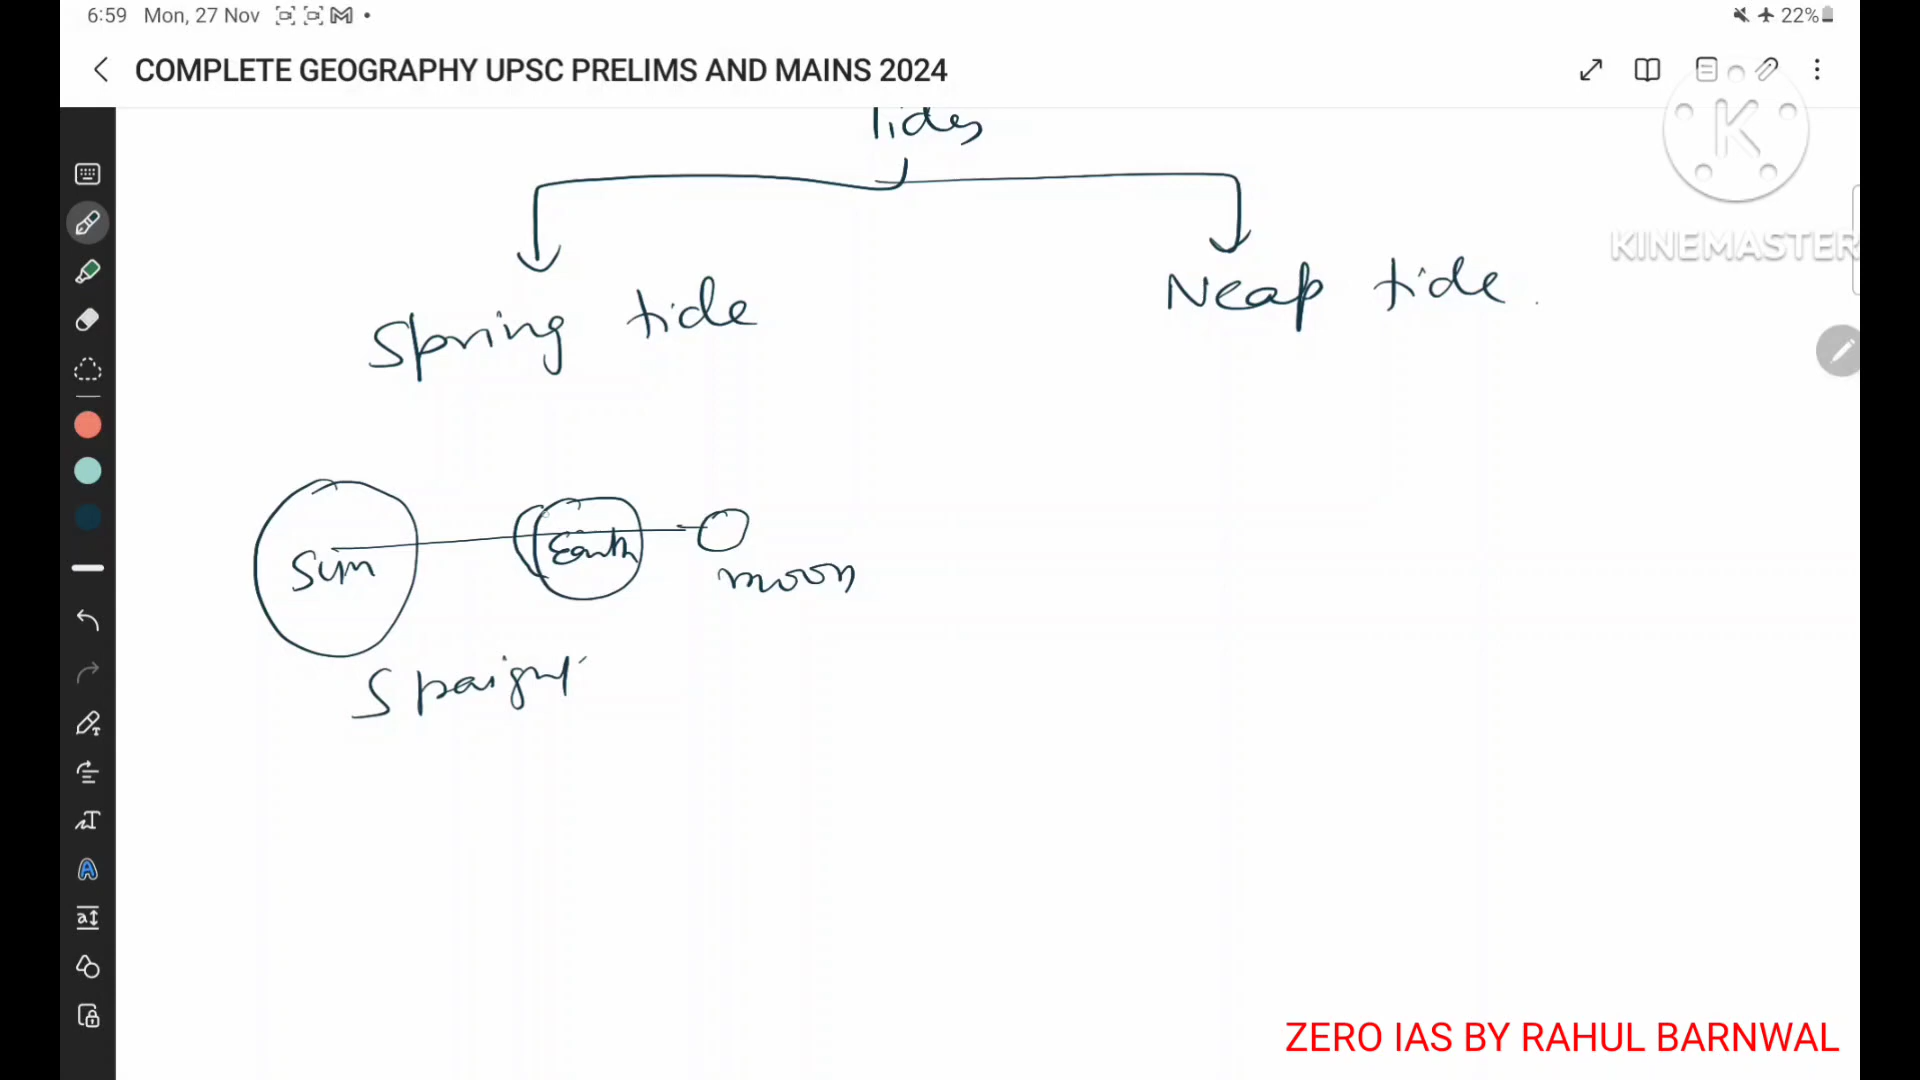 6:59 Mon, 27 Nov
22%
COMPLETE GEOGRAPHY UPSC PRELIMS AND MAINS 2024
K
KINEMASTER
Tides
Spring tide
Neap tide
Sun
Earth
moon
ZERO IAS BY RAHUL BARNWAL